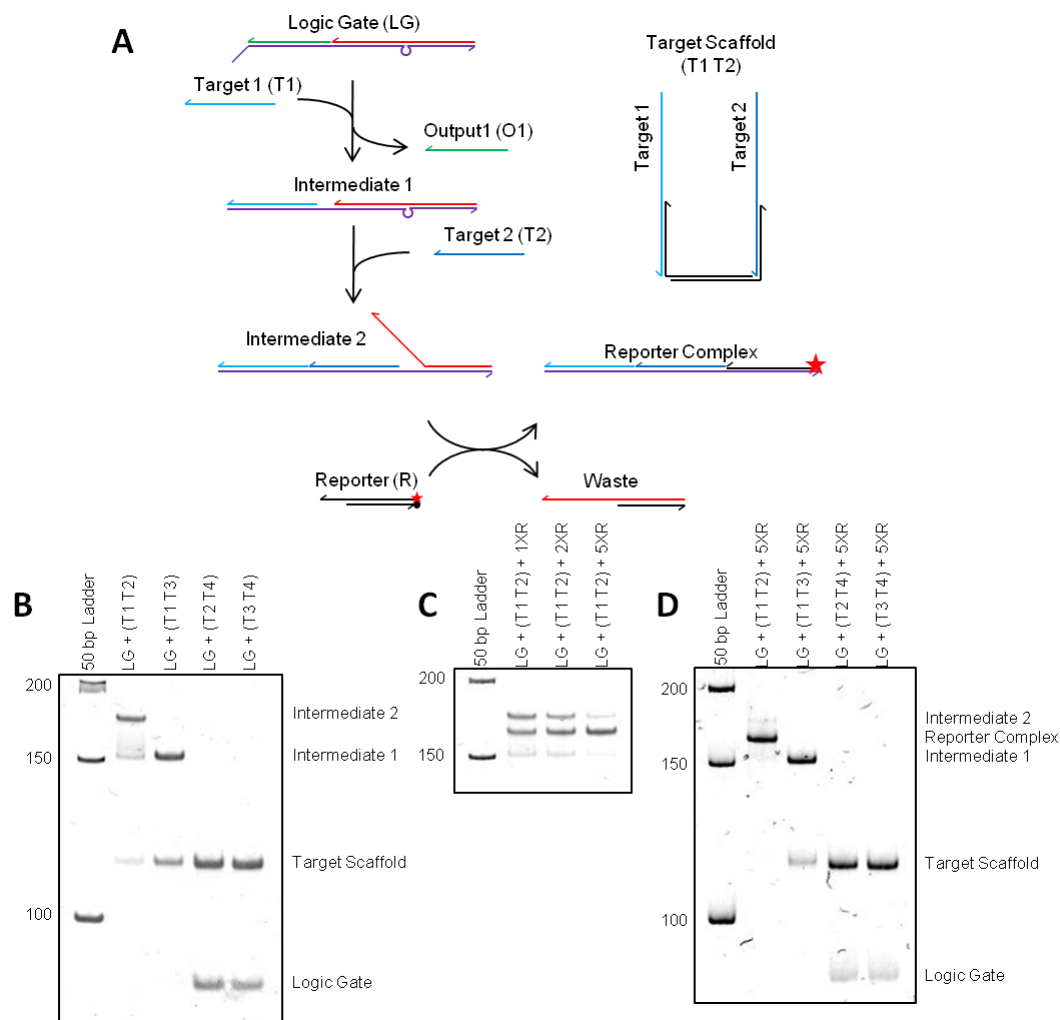 A
Logic Gate (LG)
Target 1 (T1)
Output1 (O1)
Intermediate 1
Target 2 (T2)
Intermediate 2
Target Scaffold
(T1 T2)
Target 1
Target 2
Reporter Complex
Reporter (R)
Waste
B
50 bp Ladder
LG + (T1 T2)
LG + (T1 T3)
LG + (T2 T4)
LG + (T3 T4)
200
150
100
Intermediate 2
Intermediate 1
Target Scaffold
Logic Gate
C
50 bp Ladder
LG + (T1 T2) + 1XR
LG + (T1 T2) + 2XR
LG + (T1 T2) + 5XR
200
150
D
50 bp Ladder
LG + (T1 T2) + 5XR
LG + (T1 T3) + 5XR
LG + (T2 T4) + 5XR
LG + (T3 T4) + 5XR
200
150
100
Intermediate 2
Reporter Complex
Intermediate 1
Target Scaffold
Logic Gate